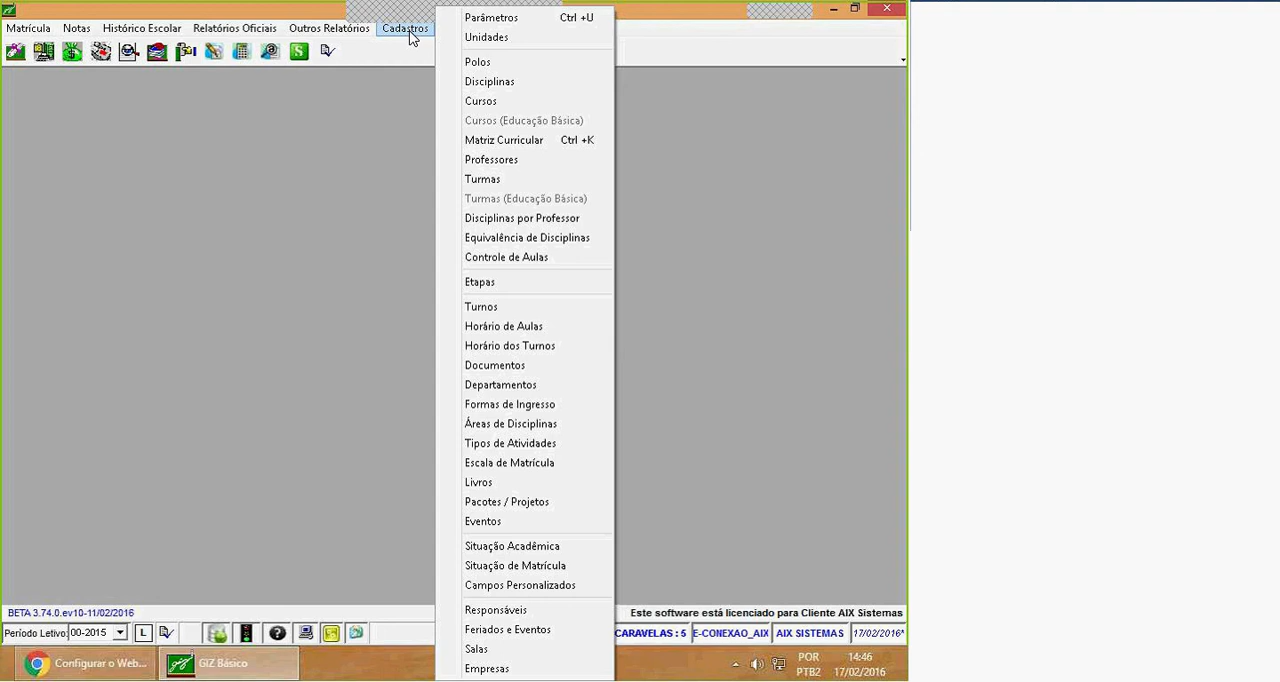 Matrícula Notas Histórico Escolar Relatórios Oficiais Outros Relatórios Cadastros
Parâmetros Ctrl +U
Unidades
Polos
Disciplinas
Cursos
Cursos (Educação Básica)
Matriz Curricular Ctrl +K
Professores
Turmas
Turmas (Educação Básica)
Disciplinas por Professor
Equivalência de Disciplinas
Controle de Aulas
Etapas
Turnos
Horário de Aulas
Horário dos Turnos
Documentos
Departamentos
Formas de Ingresso
Áreas de Disciplinas
Tipos de Atividades
Escala de Matrícula
Livros
Pacotes / Projetos
Eventos
Situação Acadêmica
Situação de Matrícula
Campos Personalizados
Responsáveis
Feriados e Eventos
Salas
Empresas
BETA 3.74.0.ev10-11/02/2016
Este software está licenciado para Cliente AIX Sistemas
Período Letivo: 00-2015 L
CARAVELAS : 5 E-CONEXAO_AIX AIX SISTEMAS 17/02/2016*
Configurar o Web... GIZ Básico
POR 14:46
PTB2 17/02/2016